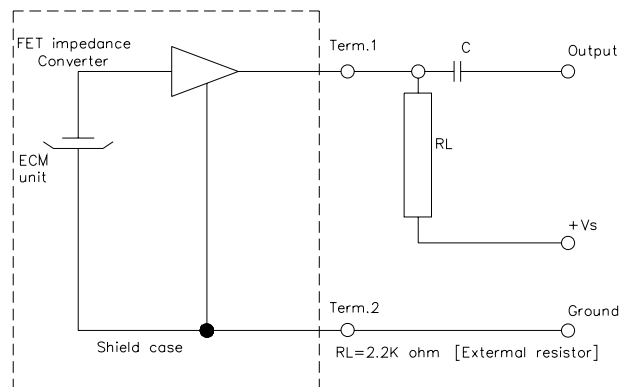 FET impedance
Converter
Term.1
C
Output
RL
ECM
unit
+Vs
Term.2
Ground
Shield case
RL=2.2K ohm [Extermal resistor]